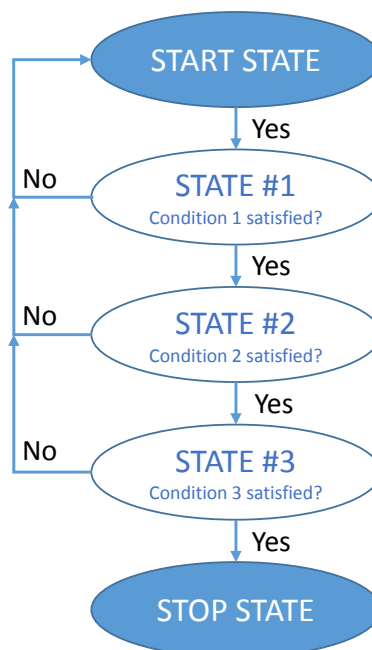 START STATE
Yes
No
STATE #1
Condition 1 satisfied?
Yes
No
STATE #2
Condition 2 satisfied?
Yes
No
STATE #3
Condition 3 satisfied?
Yes
STOP STATE